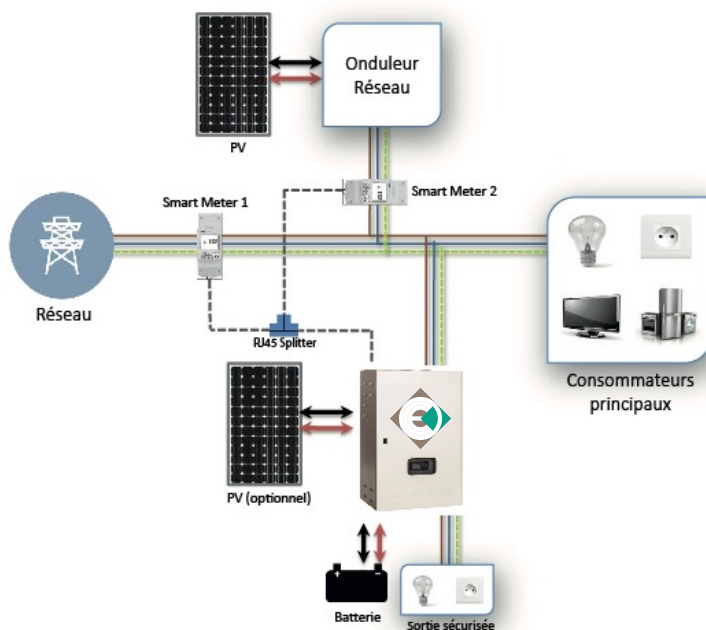 Onduleur
Réseau
PV
Smart Meter 2
Smart Meter 1
Réseau
RJ45 Splitter
Consommateurs
principaux
PV (optionnel)
Batterie
Sortie sécurisée